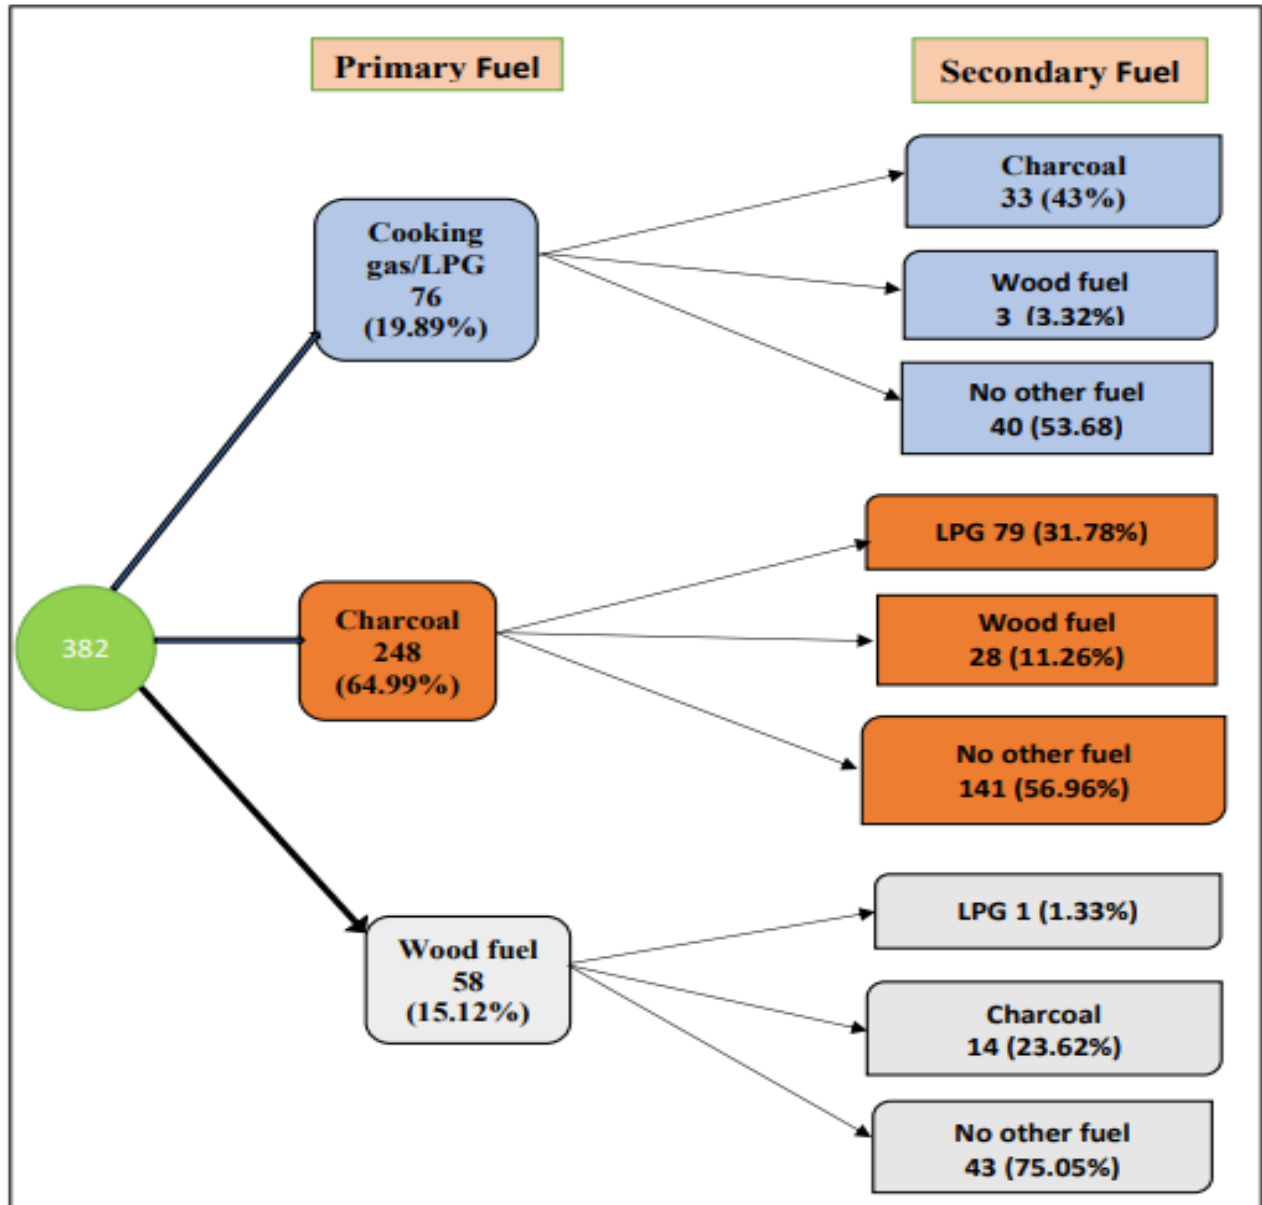 Primary Fuel
Secondary Fuel
Cooking
gas/LPG
76
(19.89%)
Charcoal
33 (43%)
Wood fuel
3 (3.32%)
No other fuel
40 (53.68)
382
Charcoal
248
(64.99%)
LPG 79 (31.78%)
Wood fuel
28 (11.26%)
No other fuel
141 (56.96%)
Wood fuel
58
(15.12%)
LPG 1 (1.33%)
Charcoal
14 (23.62%)
No other fuel
43 (75.05%)